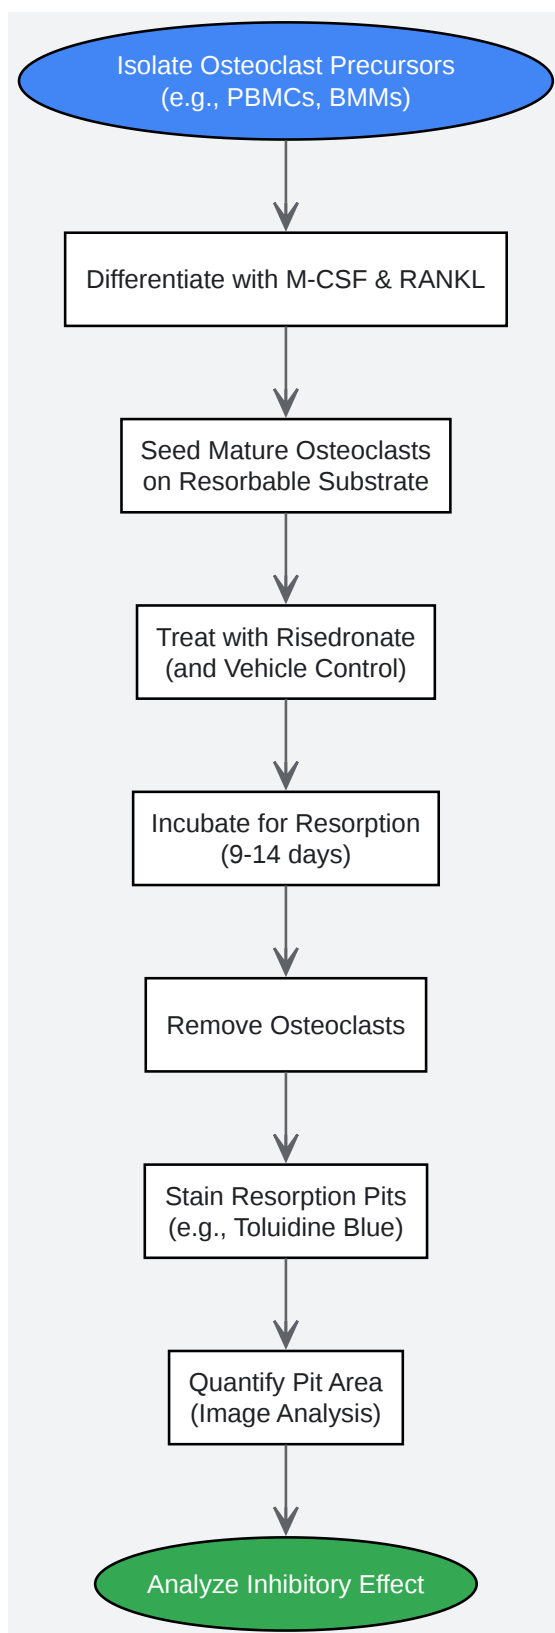 Isolate Osteoclast Precursors
(e.g., PBMCs, BMMs)
Differentiate with M-CSF & RANKL
Seed Mature Osteoclasts
on Resorbable Substrate
Treat with Risedronate
(and Vehicle Control)
Incubate for Resorption
(9-14 days)
Remove Osteoclasts
Stain Resorption Pits
(e.g., Toluidine Blue)
Quantify Pit Area
(Image Analysis)
Analyze Inhibitory Effect